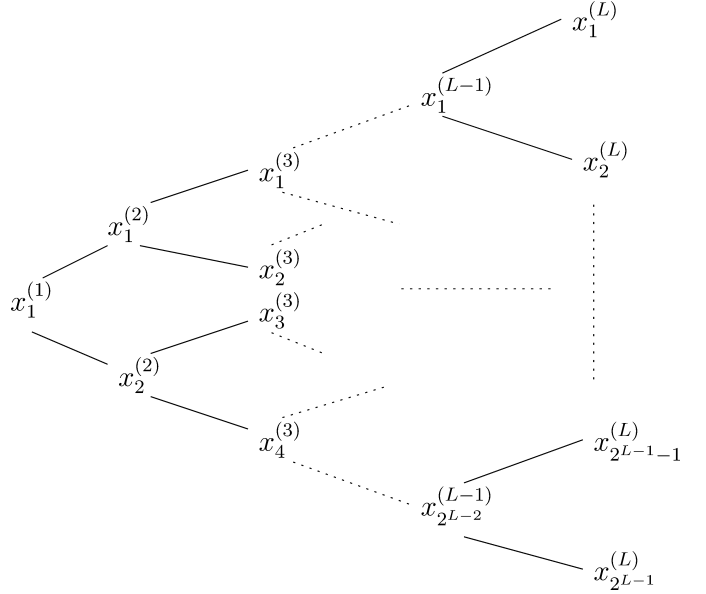 x_1^{(L)}
x_1^{(L-1)}
x_2^{(L)}
x_1^{(3)}
x_1^{(2)}
x_2^{(3)}
x_1^{(1)}
x_3^{(3)}
x_2^{(2)}
x_4^{(3)}
x_{2^{L-1}-1}^{(L)}
x_{2^{L-2}}^{(L-1)}
x_{2^{L-1}}^{(L)}